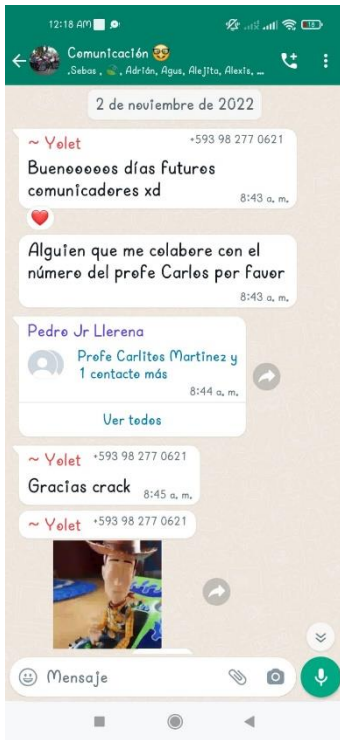 12:18 AM
18
Comunicación 🤓
.Sebas, 🍃, Adrián, Agus, Alejita, Alexis, ...
2 de noviembre de 2022
~ Yolet +593 98 277 0621
Buenooooos días futuros
comunicadores xd
8:43 a. m.
❤️
Alguien que me colabore con el
número del profe Carlos por favor
8:43 a. m.
Pedro Jr Llerena
Profe Carlitos Martinez y
1 contacto más
8:44 a. m.
Ver todos
~ Yolet +593 98 277 0621
Gracias crack 8:45 a. m.
~ Yolet +593 98 277 0621
Mensaje